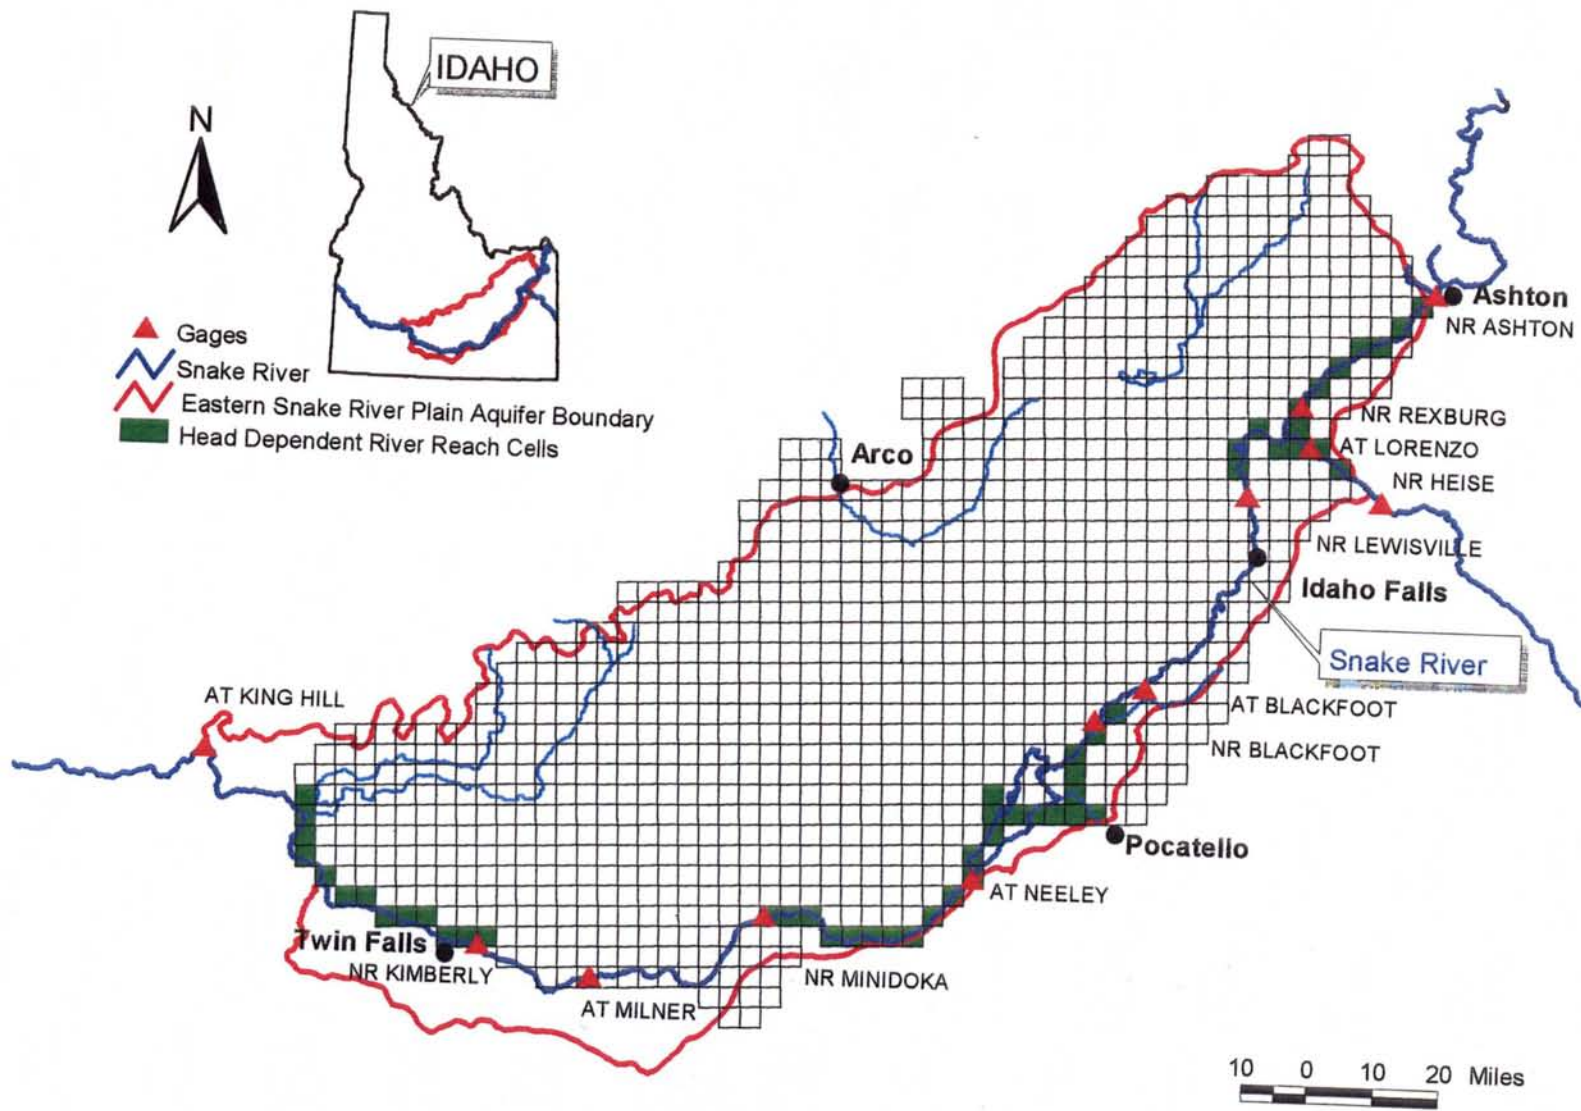 IDAHO
N
Gages
Snake River
Eastern Snake River Plain Aquifer Boundary
Head Dependent River Reach Cells
Ashton
NR ASHTON
NR REXBURG
AT LORENZO
NR HEISE
Arco
NR LEWISVILLE
Idaho Falls
Snake River
AT KING HILL
AT BLACKFOOT
NR BLACKFOOT
Pocatello
AT NEELEY
Twin Falls
NR KIMBERLY
NR MINIDOKA
AT MILNER
10 0 10 20 Miles